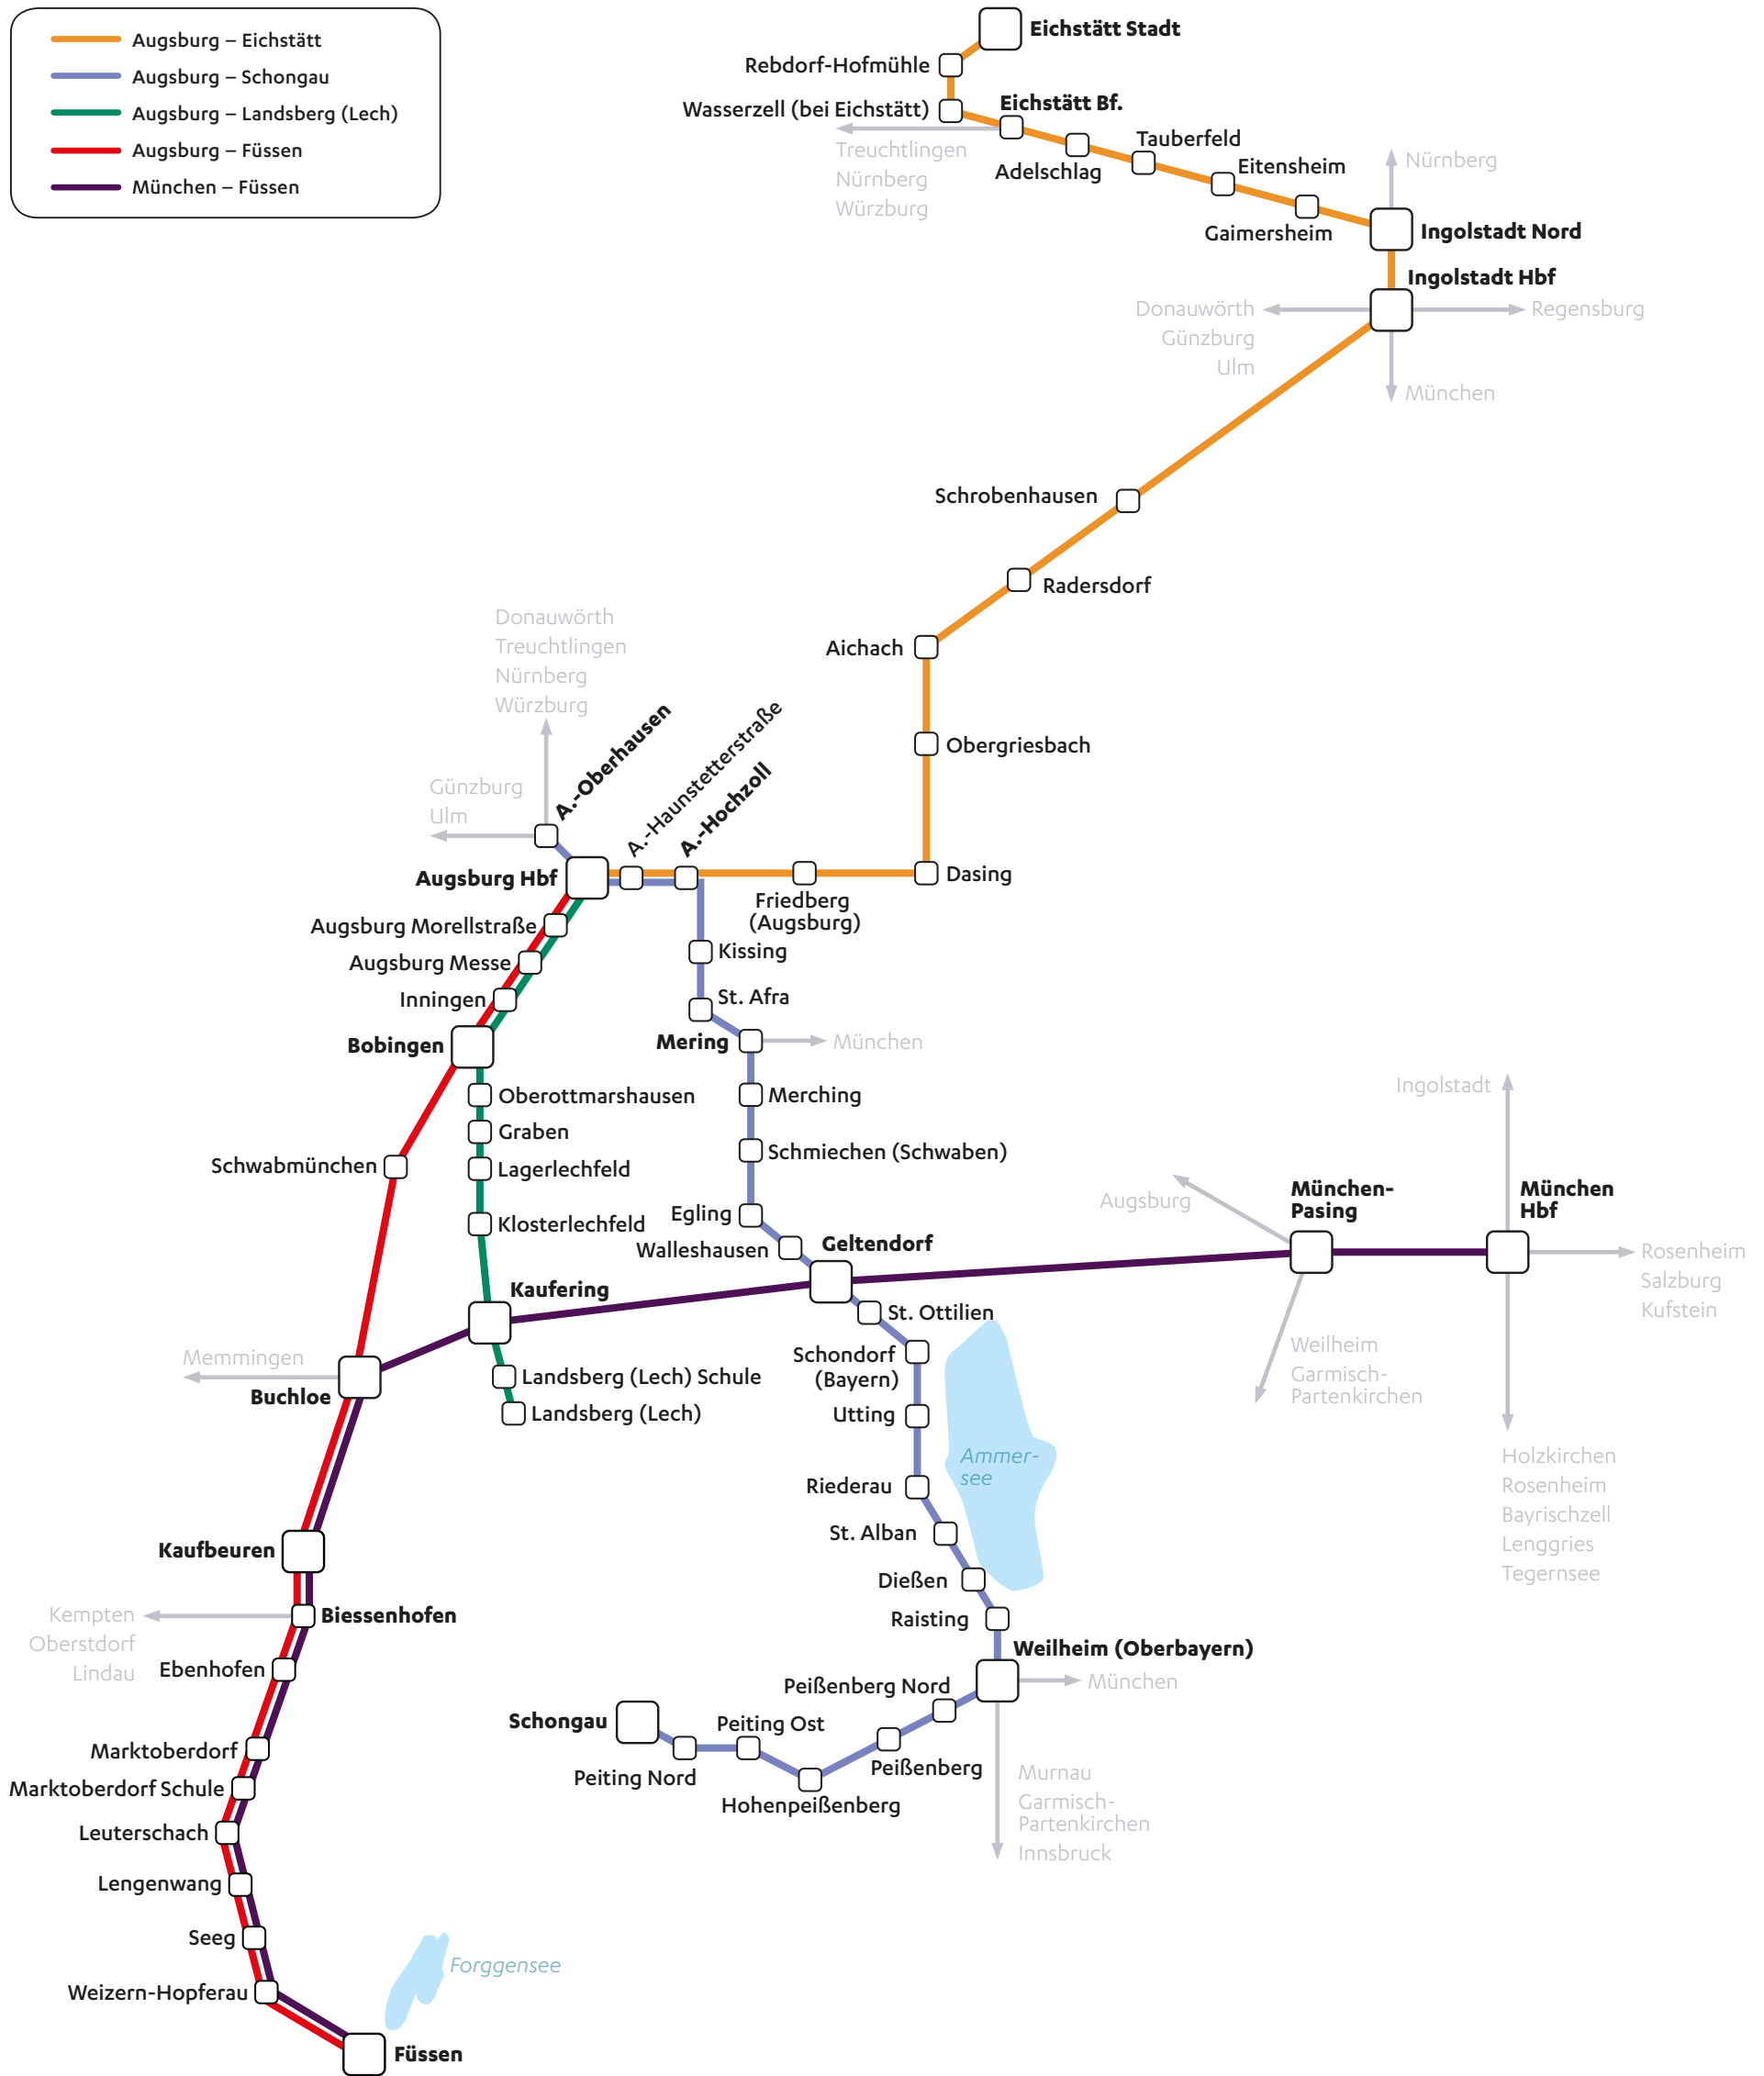 Augsburg – Eichstätt
Augsburg – Schongau
Augsburg – Landsberg (Lech)
Augsburg – Füssen
München – Füssen
Eichstätt Stadt
Rebdorf-Hofmühle
Wasserzell (bei Eichstätt)
Eichstätt Bf.
Treuchtlingen
Nürnberg
Würzburg
Adelschlag
Tauberfeld
Eitensheim
Gaimersheim
Nürnberg
Ingolstadt Nord
Ingolstadt Hbf
Donauwörth
Günzburg
Ulm
Regensburg
München
Schrobenhausen
Radersdorf
Aichach
Obergriesbach
Dasing
Friedberg
(Augsburg)
Donauwörth
Treuchtlingen
Nürnberg
Würzburg
Günzburg
Ulm
A.-Oberhausen
A.-Haunstetterstraße
A.-Hochzoll
Augsburg Hbf
Augsburg Morellstraße
Augsburg Messe
Inningen
Bobingen
Kissing
St. Afra
Mering
München
Merching
Schmiechen (Schwaben)
Egling
Walleshausen
Geltendorf
Oberottmarshausen
Graben
Lagerlechfeld
Klosterlechfeld
Kaufering
Schwabmünchen
Landsberg (Lech) Schule
Landsberg (Lech)
Memmingen
Buchloe
Ingolstadt
Augsburg
München-
Pasing
München
Hbf
Rosenheim
Salzburg
Kufstein
Weilheim
Garmisch-
Partenkirchen
Holzkirchen
Rosenheim
Bayrischzell
Lenggries
Tegernsee
St. Ottilien
Schondorf
(Bayern)
Utting
Ammer-
see
Riederau
St. Alban
Dießen
Raisting
Weilheim (Oberbayern)
München
Murnau
Garmisch-
Partenkirchen
Innsbruck
Peißenberg Nord
Peißenberg
Hohenpeißenberg
Peiting Ost
Peiting Nord
Schongau
Kaufbeuren
Biessenhofen
Kempten
Oberstdorf
Lindau
Ebenhofen
Marktoberdorf
Marktoberdorf Schule
Leuterschach
Lengenwang
Seeg
Weizern-Hopferau
Forggensee
Füssen